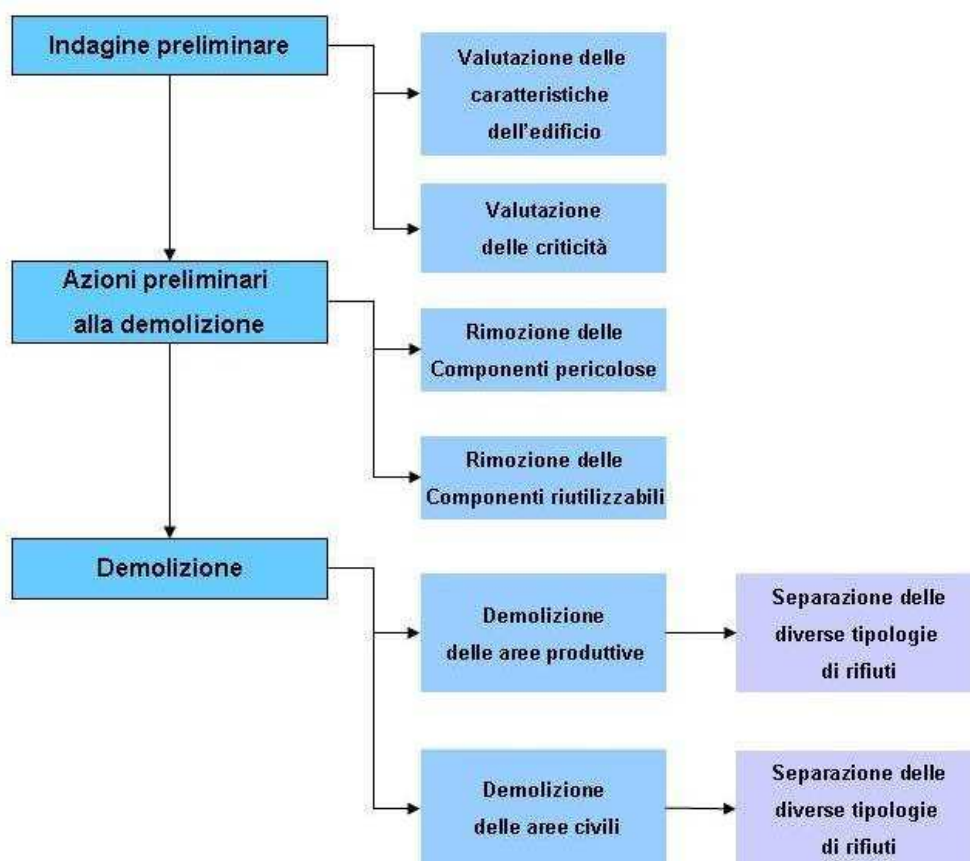 Indagine preliminare
Valutazione delle
caratteristiche
dell'edificio
Valutazione
delle criticità
Azioni preliminari
alla demolizione
Rimozione delle
Componenti pericolose
Rimozione delle
Componenti riutilizzabili
Demolizione
Demolizione
delle aree produttive
Separazione delle
diverse tipologie
di rifiuti
Demolizione
delle aree civili
Separazione delle
diverse tipologie
di rifiuti